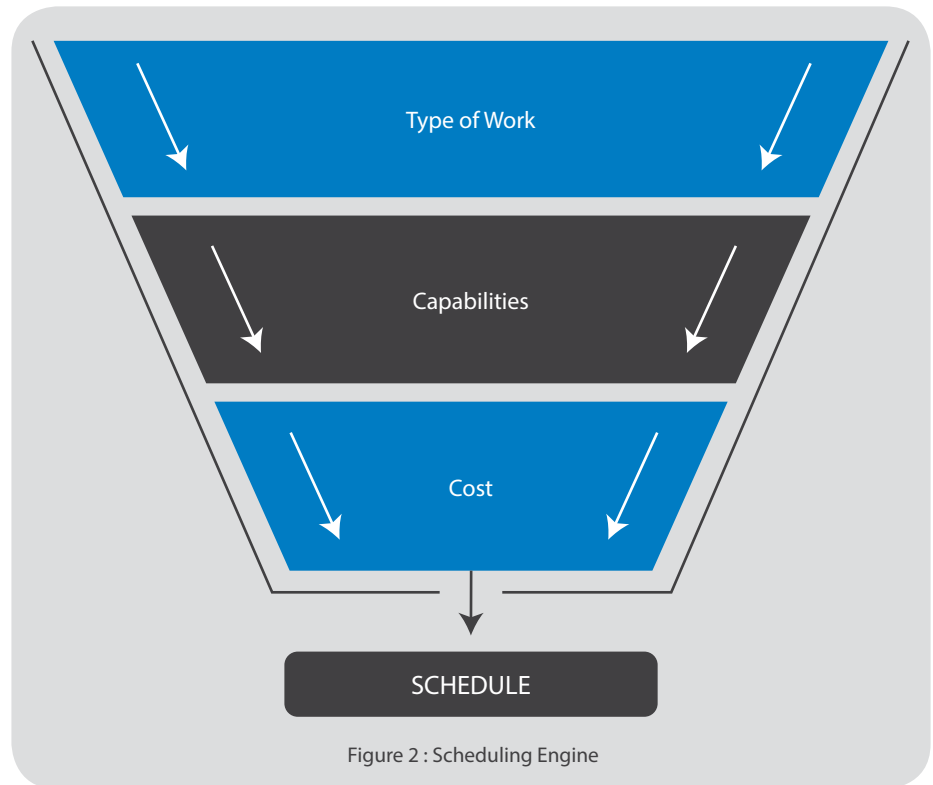 Type of Work
Capabilities
Cost
SCHEDULE
Figure 2 : Scheduling Engine